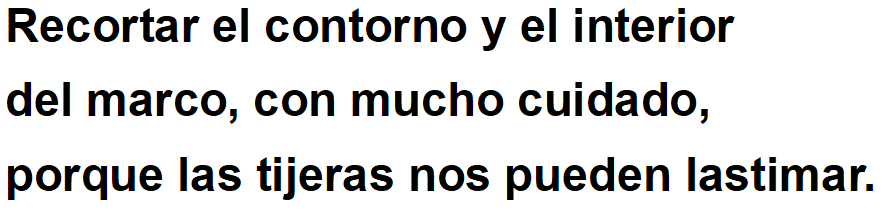 Recortar el contorno y el interior
del marco, con mucho cuidado,
porque las tijeras nos pueden lastimar.